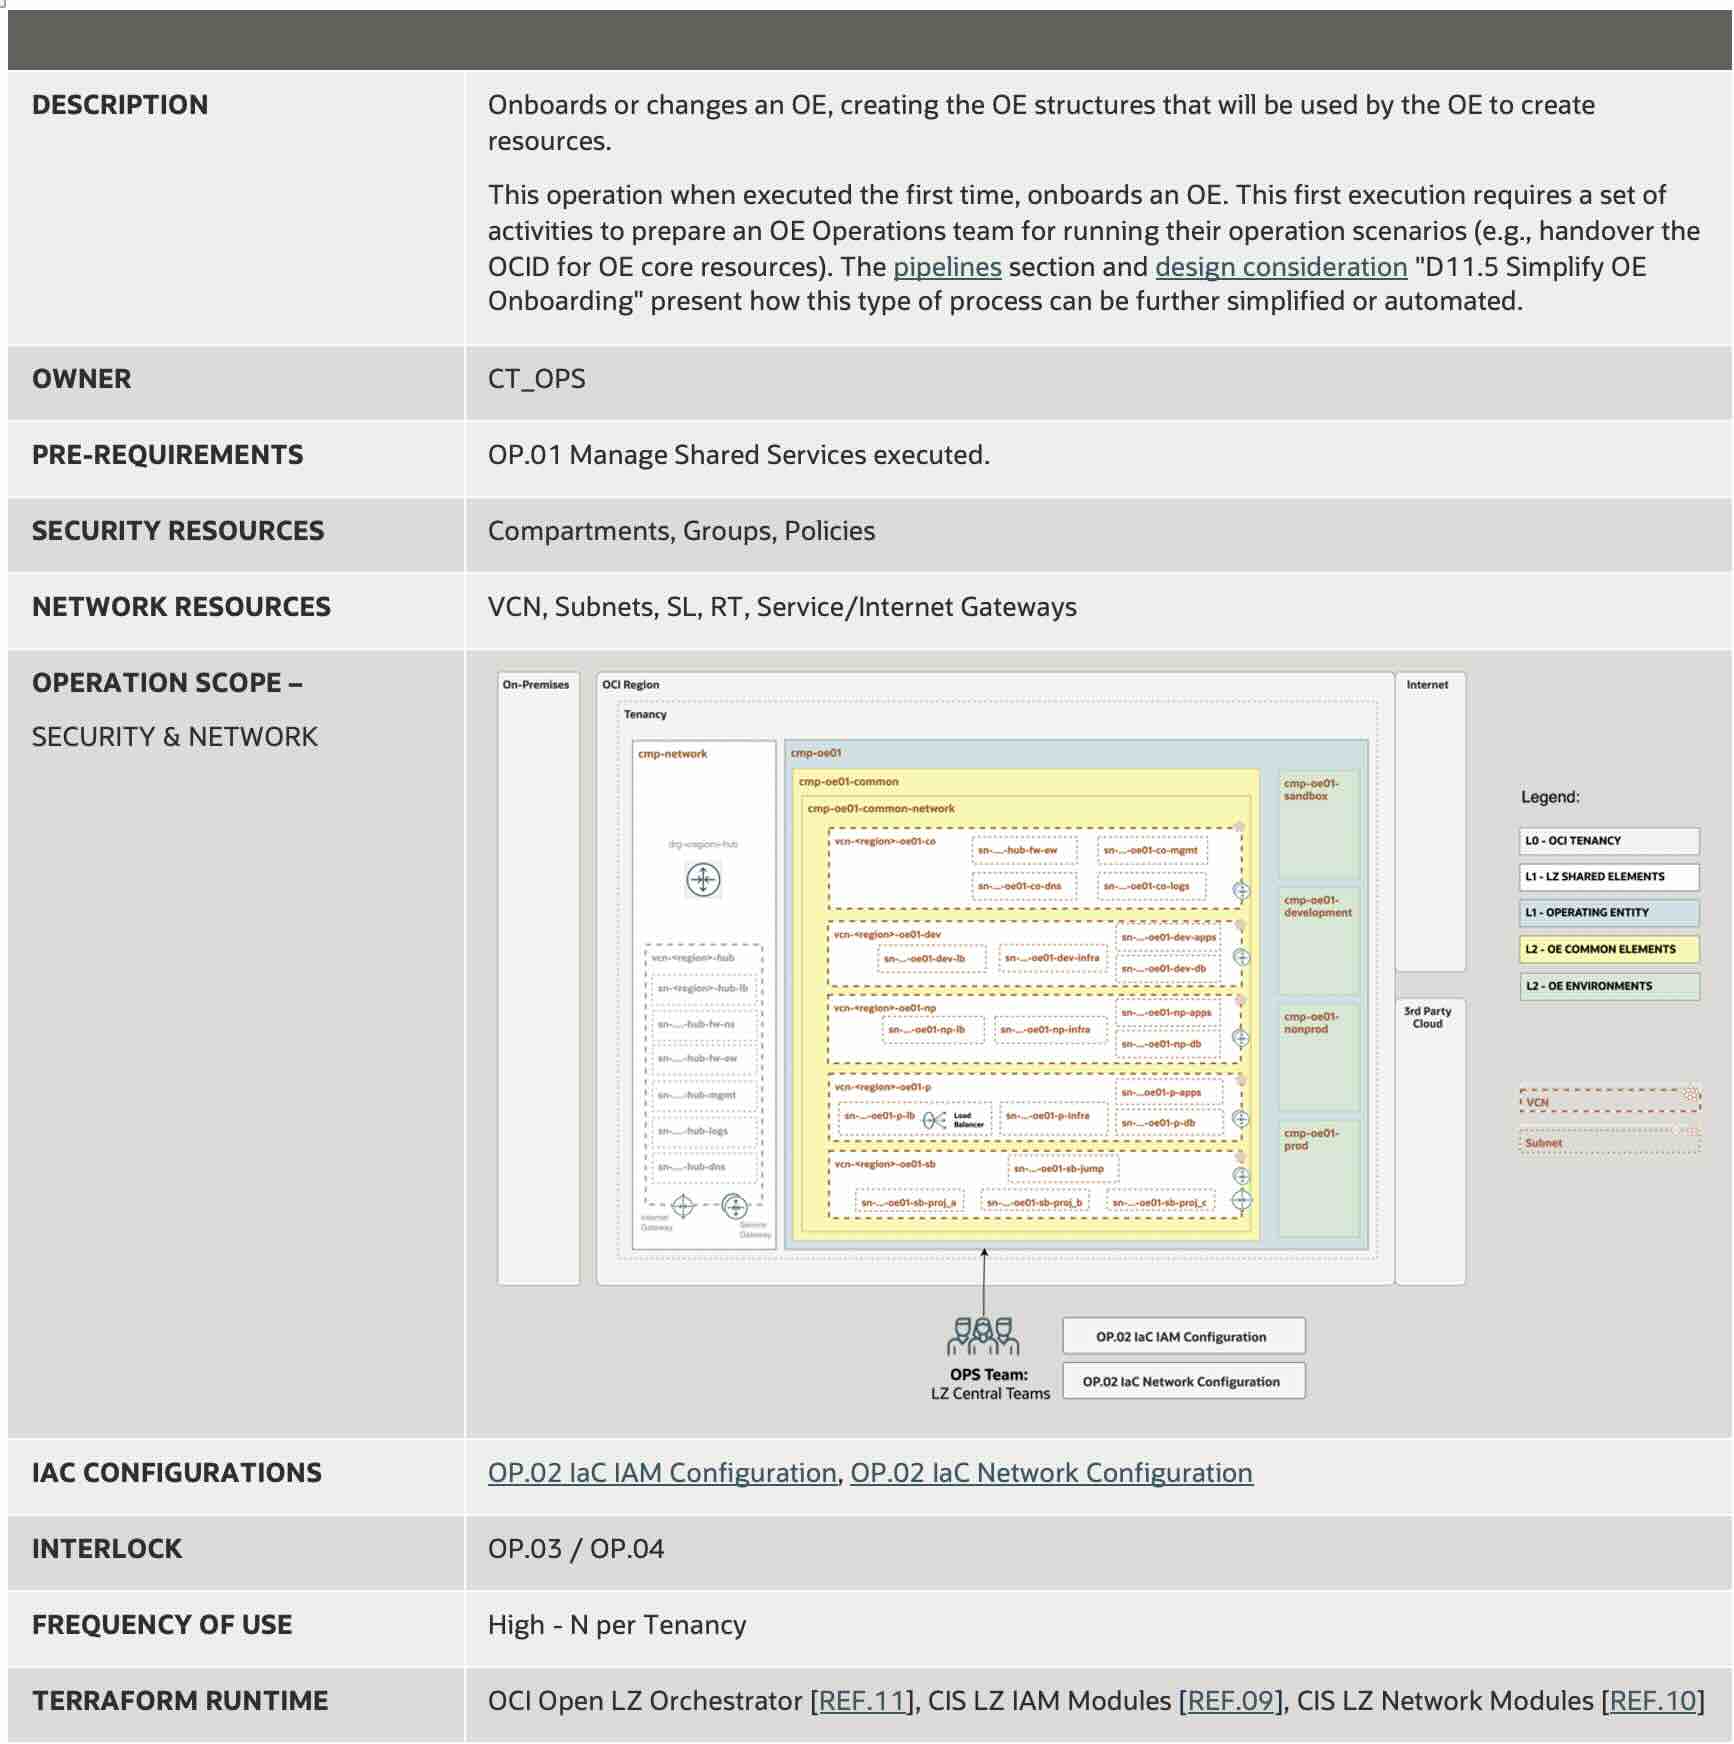 DESCRIPTION
Onboards or changes an OE, creating the OE structures that will be used by the OE to create
resources.
This operation when executed the first time, onboards an OE. This first execution requires a set of
activities to prepare an OE Operations team for running their operation scenarios (e.g., handover the
OCID for OE core resources). The pipelines section and design consideration "D11.5 Simplify OE
Onboarding" present how this type of process can be further simplified or automated.
OWNER
CT_OPS
PRE-REQUIREMENTS
OP.01 Manage Shared Services executed.
SECURITY RESOURCES
Compartments, Groups, Policies
NETWORK RESOURCES
VCN, Subnets, SL, RT, Service/Internet Gateways
OPERATION SCOPE –
SECURITY & NETWORK
On-Premises
OCI Region
Tenancy
cmp-network
drg-<region>-hub
vcn-<region>-hub
sn-<region>-hub-lb
sn-...-hub-fw-ns
sn-...-hub-fw-ew
sn-...-hub-mgmt
sn-...-hub-logs
sn-...-hub-dns
Internet
Gateway
Service
Gateway
cmp-oe01
cmp-oe01-common
cmp-oe01-common-network
vcn-<region>-oe01-co
sn-...-hub-fw-ew
sn-...-oe01-co-mgmt
sn-...-oe01-co-dns
sn-...-oe01-co-logs
vcn-<region>-oe01-dev
sn-...-oe01-dev-lb
sn-...-oe01-dev-infra
sn-...-oe01-dev-apps
sn-...-oe01-dev-db
vcn-<region>-oe01-np
sn-...-oe01-np-lb
sn-...-oe01-np-infra
sn-...-oe01-np-apps
sn-...-oe01-np-db
vcn-<region>-oe01-p
sn-...-oe01-p-lb
Load
Balancer
sn-...-oe01-p-infra
sn-...oe01-p-apps
sn-...-oe01-p-db
vcn-<region>-oe01-sb
sn-...-oe01-sb-jump
sn-...-oe01-sb-proj_a
sn-...-oe01-sb-proj_b
sn-...-oe01-sb-proj_c
cmp-oe01-
sandbox
cmp-oe01-
development
cmp-oe01-
nonprod
cmp-oe01-
prod
Internet
3rd Party
Cloud
Legend:
L0 - OCI TENANCY
L1 - LZ SHARED ELEMENTS
L1 - OPERATING ENTITY
L2 - OE COMMON ELEMENTS
L2 - OE ENVIRONMENTS
VCN
Subnet
OPS Team:
LZ Central Teams
OP.02 IaC IAM Configuration
OP.02 IaC Network Configuration
IAC CONFIGURATIONS
OP.02 IaC IAM Configuration, OP.02 IaC Network Configuration
INTERLOCK
OP.03 / OP.04
FREQUENCY OF USE
High - N per Tenancy
TERRAFORM RUNTIME
OCI Open LZ Orchestrator [REF.11], CIS LZ IAM Modules [REF.09], CIS LZ Network Modules [REF.10]